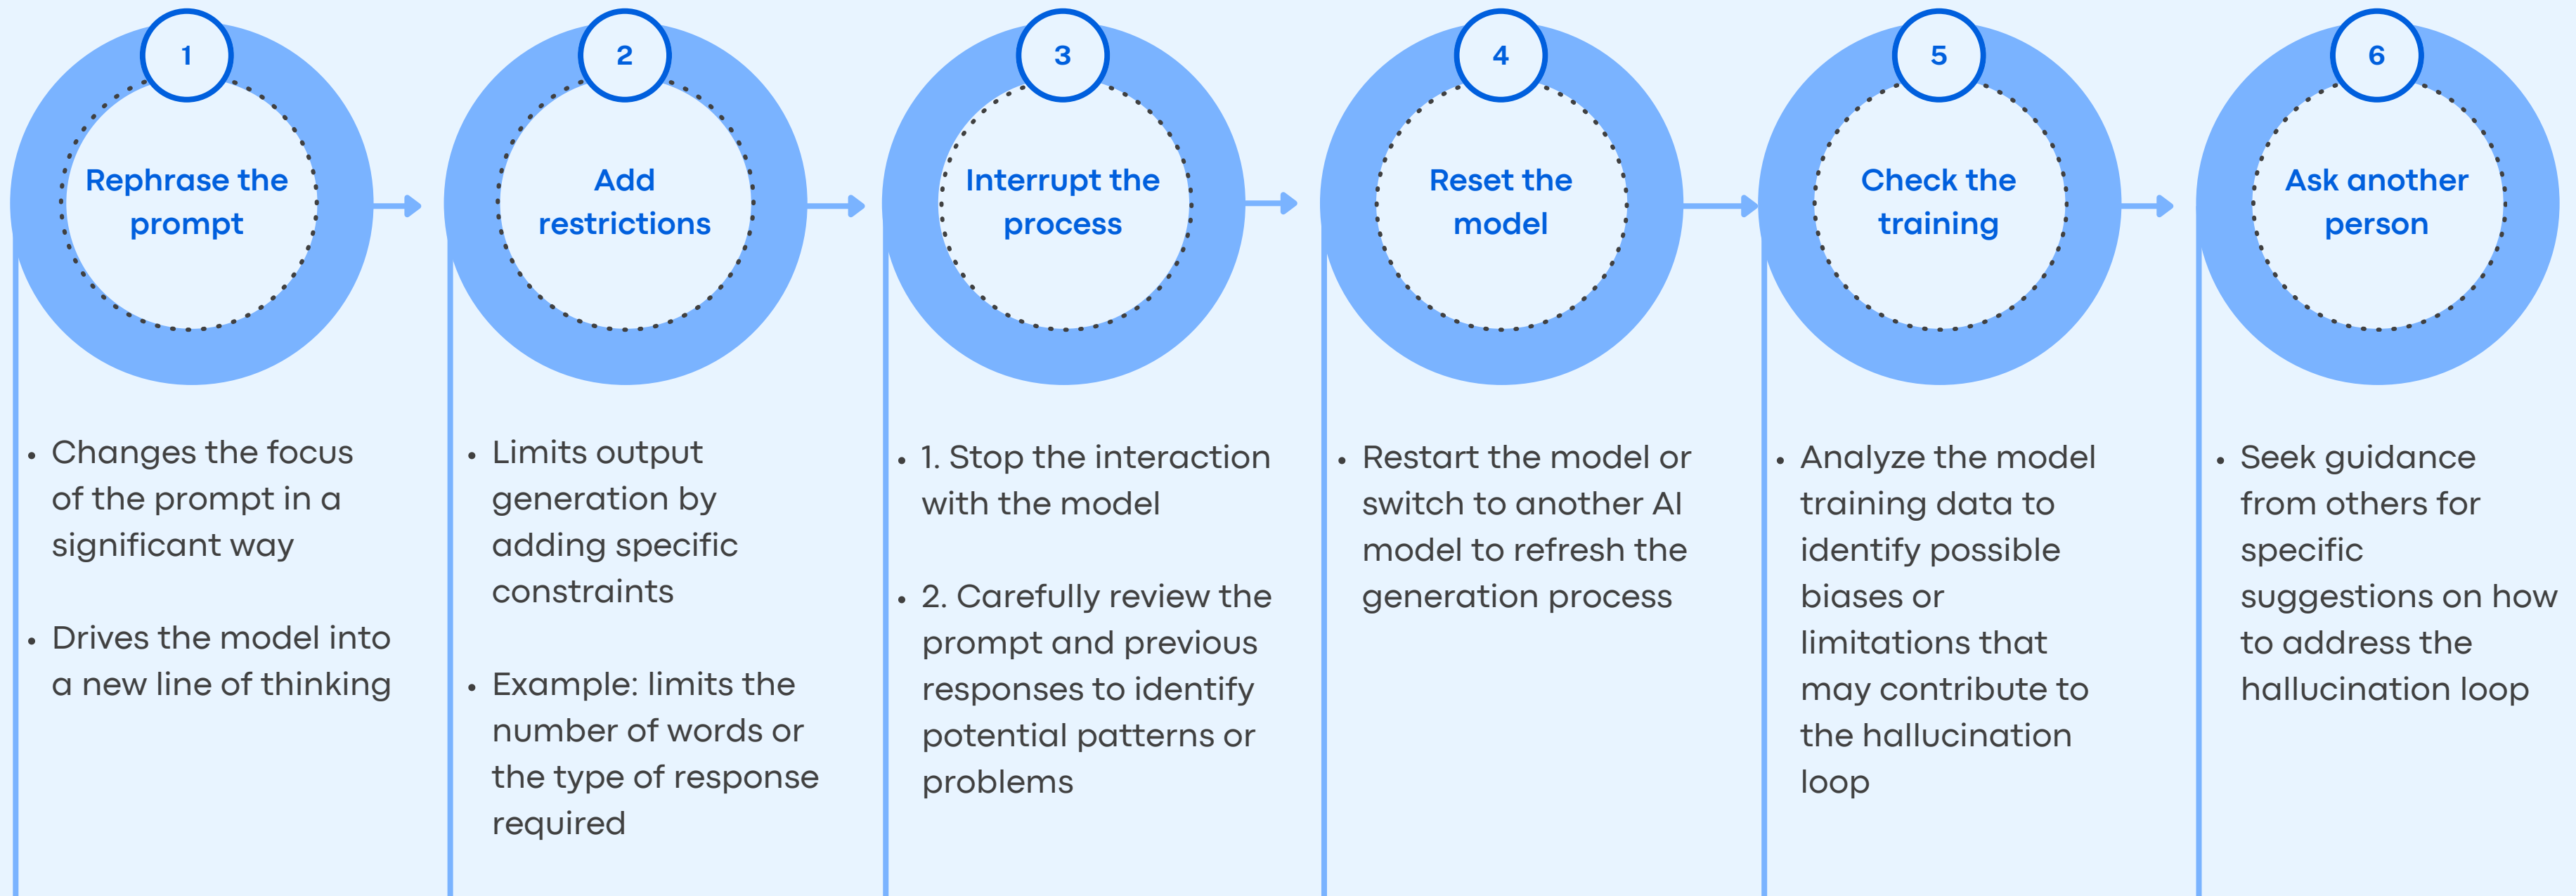 1
Rephrase the
prompt
• Changes the focus
of the prompt in a
significant way
• Drives the model into
a new line of thinking
2
Add
restrictions
• Limits output
generation by
adding specific
constraints
• Example: limits the
number of words or
the type of response
required
3
Interrupt the
process
• 1. Stop the interaction
with the model
• 2. Carefully review the
prompt and previous
responses to identify
potential patterns or
problems
4
Reset the
model
• Restart the model or
switch to another AI
model to refresh the
generation process
5
Check the
training
• Analyze the model
training data to
identify possible
biases or
limitations that
may contribute to
the hallucination
loop
6
Ask another
person
• Seek guidance
from others for
specific
suggestions on how
to address the
hallucination loop